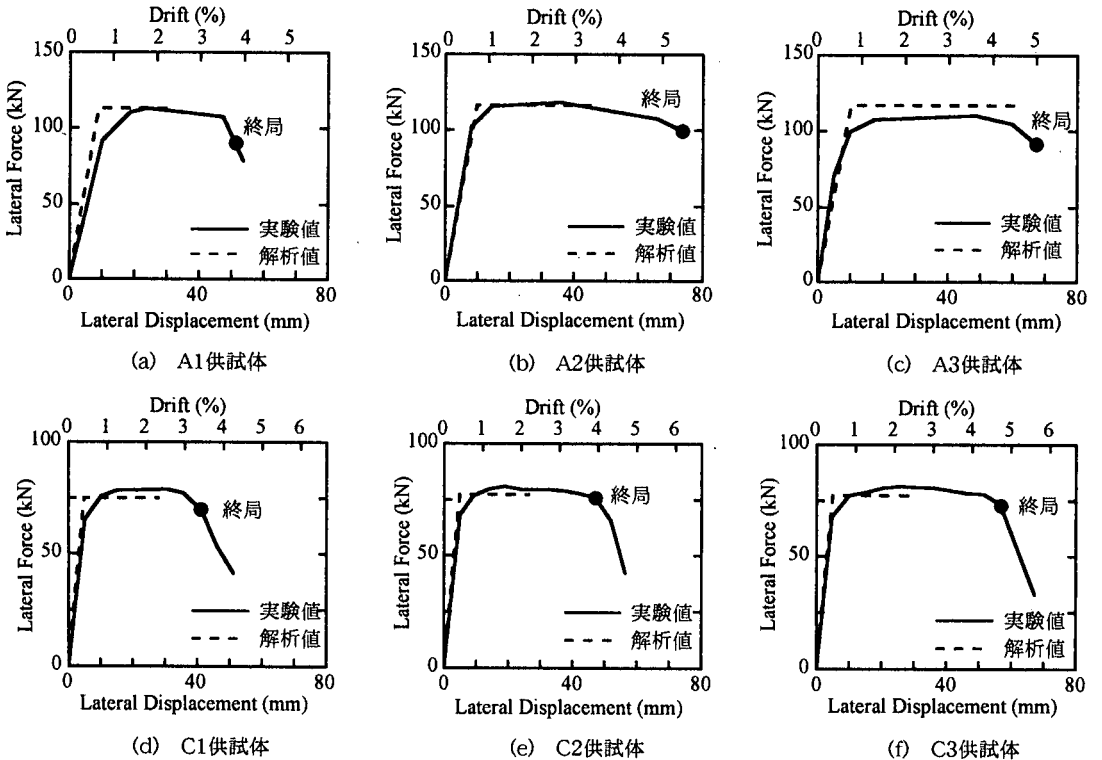 Drift (%)
0 1 2 3 4 5
150
100
50
0
Lateral Force (kN)
終局
実験値
解析値
0 40 80
Lateral Displacement (mm)
(a) A1供試体
Drift (%)
0 1 2 3 4 5
150
100
50
0
Lateral Force (kN)
終局
実験値
解析値
0 40 80
Lateral Displacement (mm)
(b) A2供試体
Drift (%)
0 1 2 3 4 5
150
100
50
0
Lateral Force (kN)
終局
実験値
解析値
0 20 40 60 80
Lateral Displacement (mm)
(c) A3供試体
Drift (%)
0 1 2 3 4 5 6
100
50
0
Lateral Force (kN)
終局
実験値
解析値
0 40 80
Lateral Displacement (mm)
(d) C1供試体
Drift (%)
0 1 2 3 4 5 6
100
50
0
Lateral Force (kN)
終局
実験値
解析値
0 40 80
Lateral Displacement (mm)
(e) C2供試体
Drift (%)
0 1 2 3 4 5 6
100
50
0
Lateral Force (kN)
終局
実験値
解析値
0 20 40 60 80
Lateral Displacement (mm)
(f) C3供試体